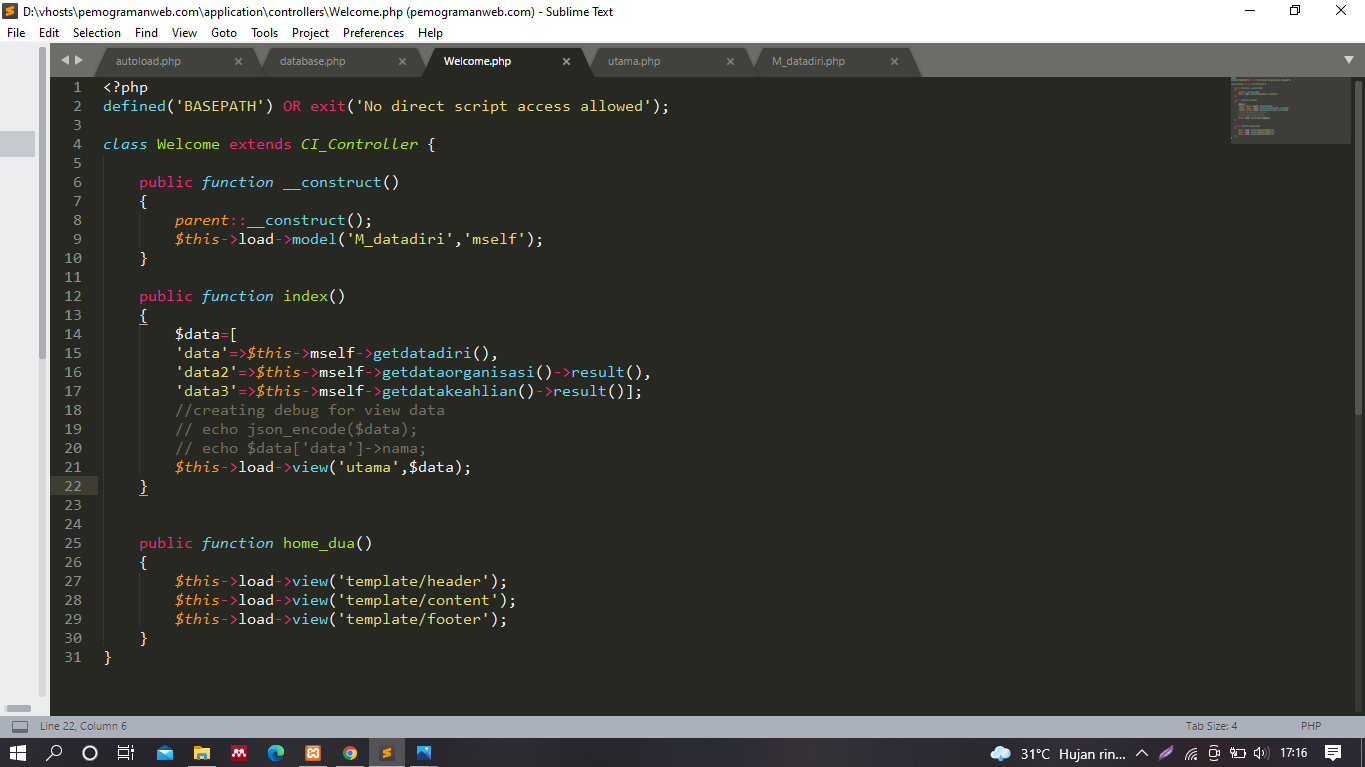 D:\vhosts\pemogramanweb.com\application\controllers\Welcome.php (pemogramanweb.com) - Sublime Text
File Edit Selection Find View Goto Tools Project Preferences Help
autoload.php database.php Welcome.php utama.php M_datadiri.php
1 <?php
2 defined('BASEPATH') OR exit('No direct script access allowed');
3
4 class Welcome extends CI_Controller {
5
6 public function __construct()
7 {
8 parent::__construct();
9 $this->load->model('M_datadiri','mself');
10 }
11
12 public function index()
13 {
14 $data=[
15 'data'=>$this->mself->getdatadiri(),
16 'data2'=>$this->mself->getdataorganisasi()->result(),
17 'data3'=>$this->mself->getdatakeahlian()->result()];
18 //creating debug for view data
19 // echo json_encode($data);
20 // echo $data['data']->nama;
21 $this->load->view('utama',$data);
22 }
23
24
25 public function home_dua()
26 {
27 $this->load->view('template/header');
28 $this->load->view('template/content');
29 $this->load->view('template/footer');
30 }
31 }
Line 22, Column 6 Tab Size: 4 PHP
31°C Hujan rin... 17:16